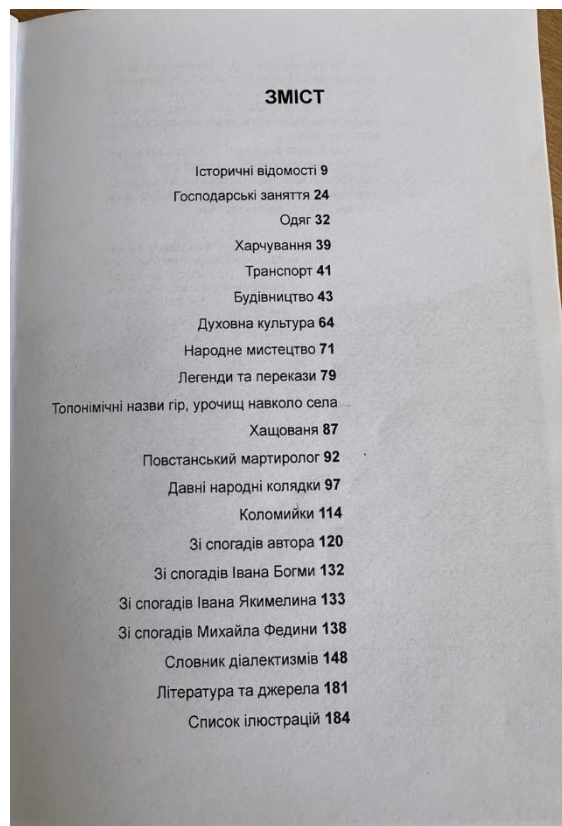 ЗМІСТ
Історичні відомості 9
Господарські заняття 24
Одяг 32
Харчування 39
Транспорт 41
Будівництво 43
Духовна культура 64
Народне мистецтво 71
Легенди та перекази 79
Топонімічні назви гір, урочищ навколо села
Хащованя 87
Повстанський мартиролог 92
Давні народні колядки 97
Коломийки 114
Зі спогадів автора 120
Зі спогадів Івана Богми 132
Зі спогадів Івана Якимелина 133
Зі спогадів Михайла Федини 138
Словник діалектизмів 148
Література та джерела 181
Список ілюстрацій 184